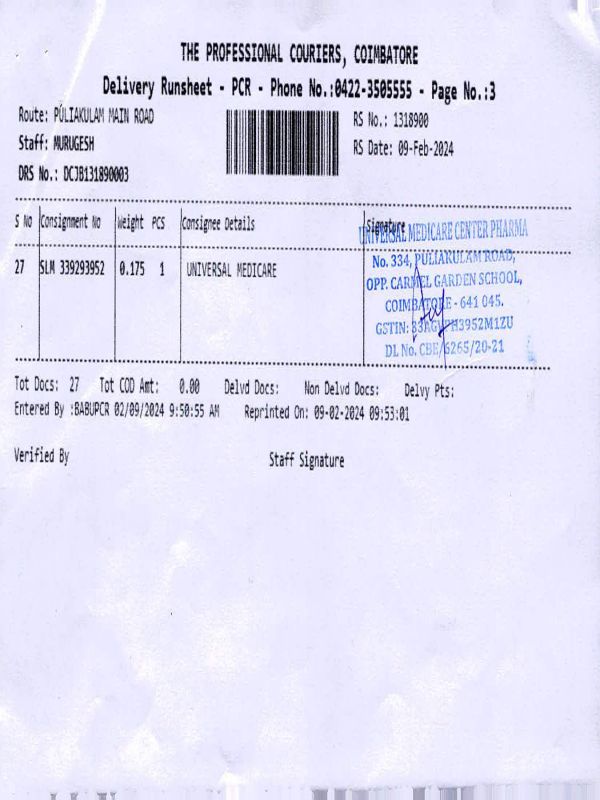 THE PROFESSIONAL COURIERS, COIMBATORE
Delivery Runsheet - PCR - Phone No.:0422-3505555 - Page No.:3
Route: PULIAKULAM MAIN ROAD
RS No.: 1318900
Staff: MURUGESH
RS Date: 09-Feb-2024
DRS No.: DCJB131890003
S No Consignment No Weight PCS Consignee Details Signature
27 SLM 339293952 0.175 1 UNIVERSAL MEDICARE
UNIVERSAL MEDICARE CENTER PHARMA
No. 334, PULIAKULAM ROAD,
OPP. CARMEL GARDEN SCHOOL,
COIMBATORE - 641 045.
GSTIN:
DL No. CBE/6265/20-21
Tot Docs: 27 Tot COD Amt: 0.00 Delvd Docs: Non Delvd Docs: Delvy Pts:
Entered By :BABUPCR 02/09/2024 9:50:55 AM Reprinted On: 09-02-2024 09:53:01
Verified By Staff Signature